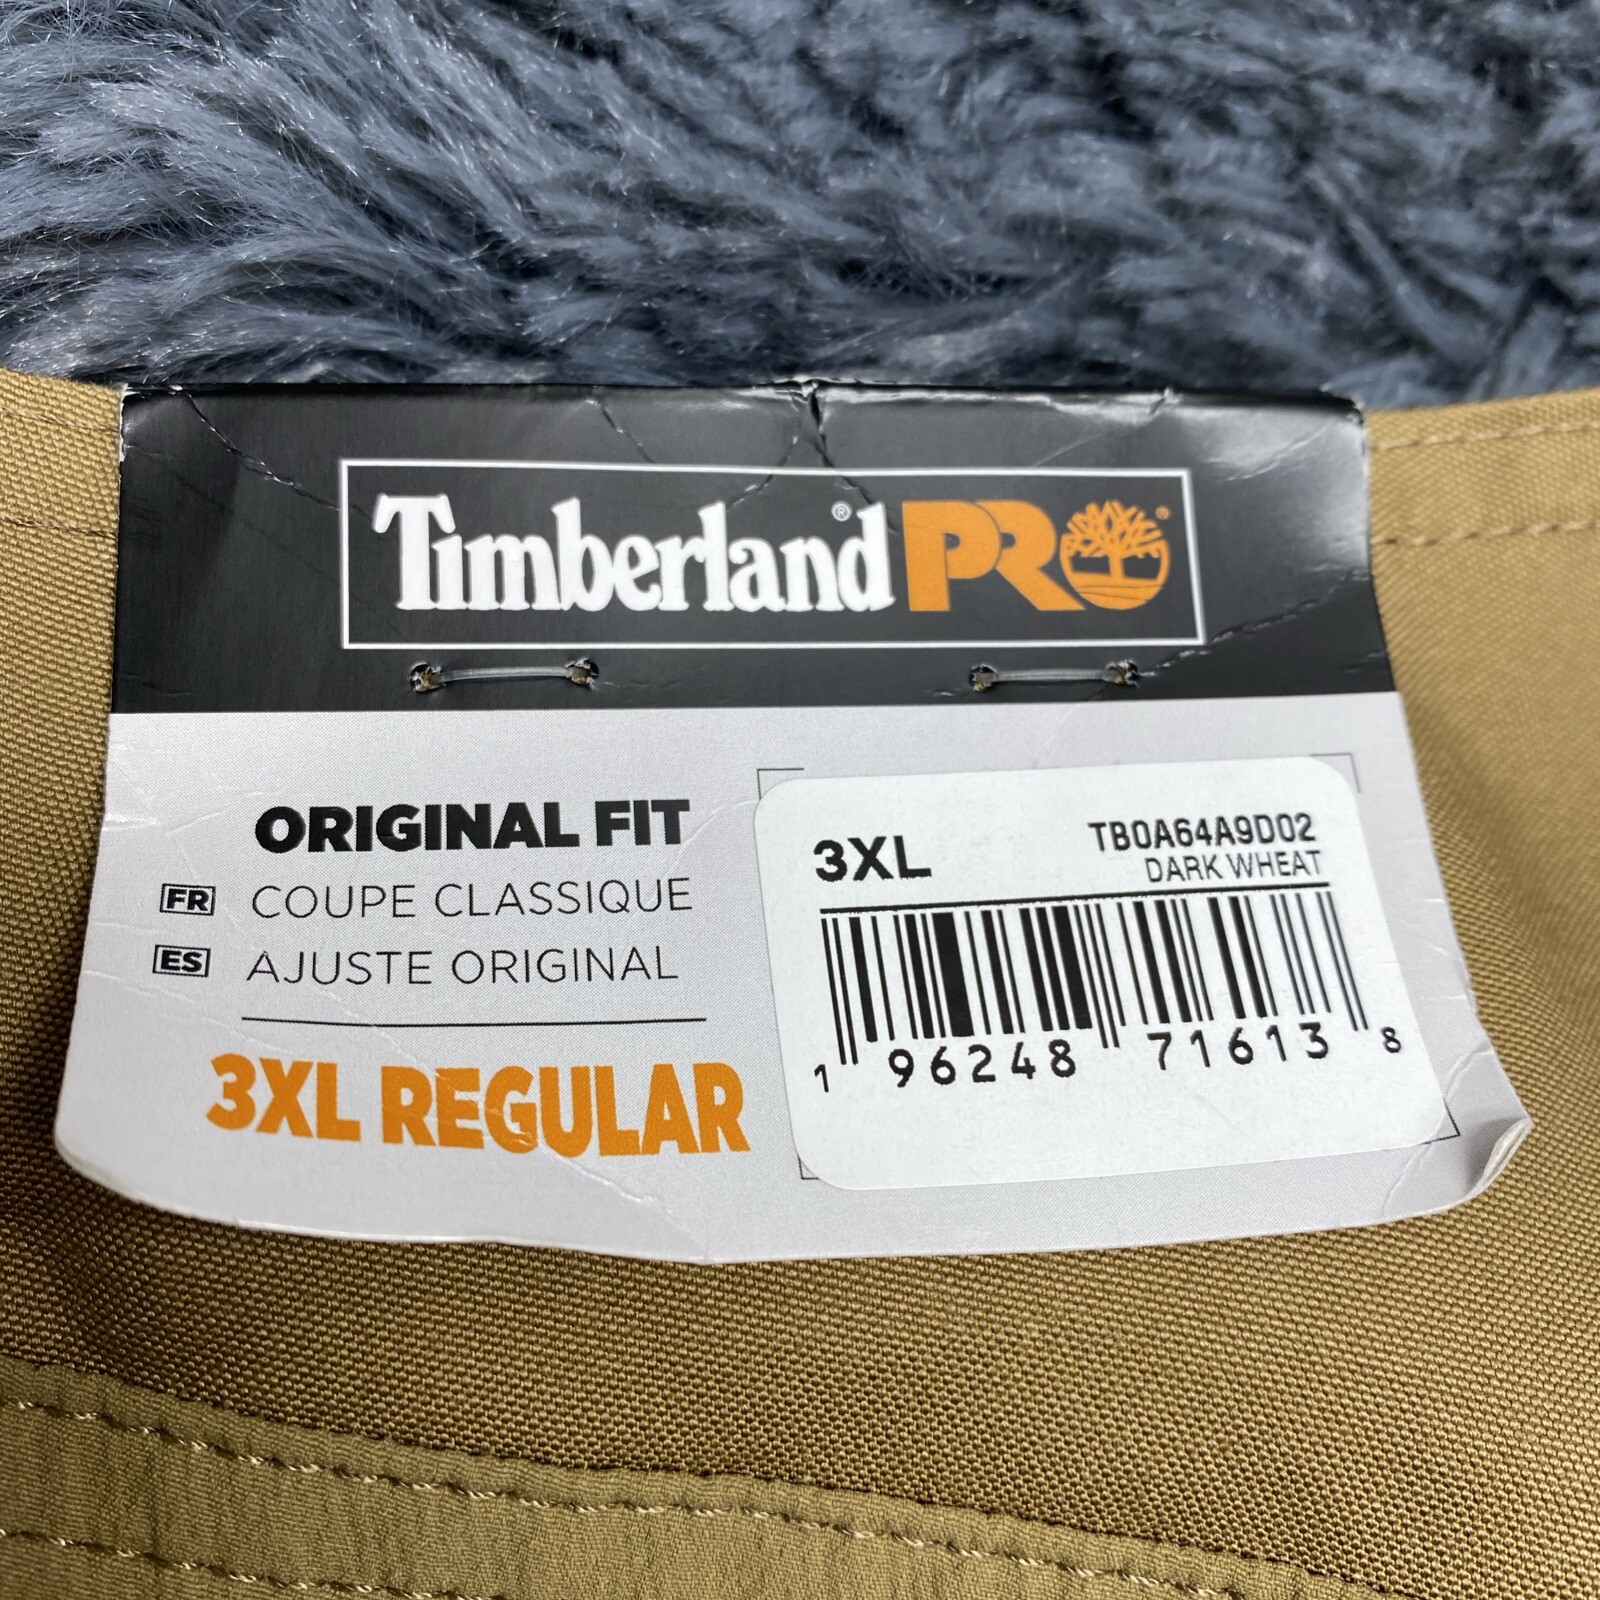 Timberland® PRO®
ORIGINAL FIT
FR COUPE CLASSIQUE
ES AJUSTE ORIGINAL
3XL REGULAR
3XL TB0A64A9D02
DARK WHEAT
1 96248 71613 8